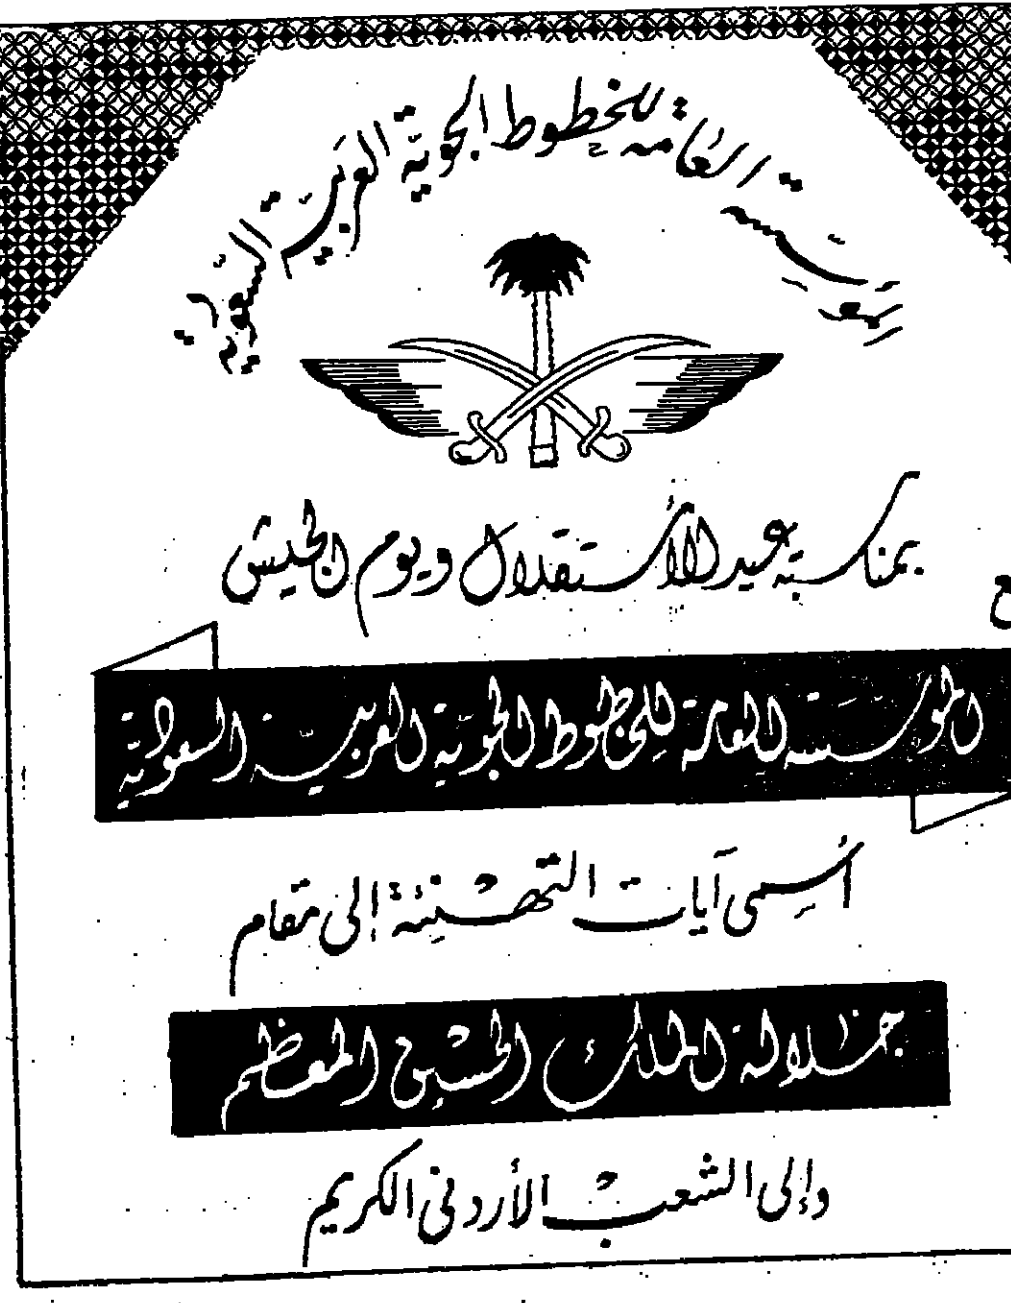 المؤسسة العامة للخطوط الجوية العربية السعودية
بمناسبة عيد الأستقلال ويوم الجيش
المؤسسة العامة للخطوط الجوية العربية السعودية
أسمى آيات التهنئة إلى مقام
جلالة الملك الحسين المعظم
وإلى الشعب الأردني الكريم